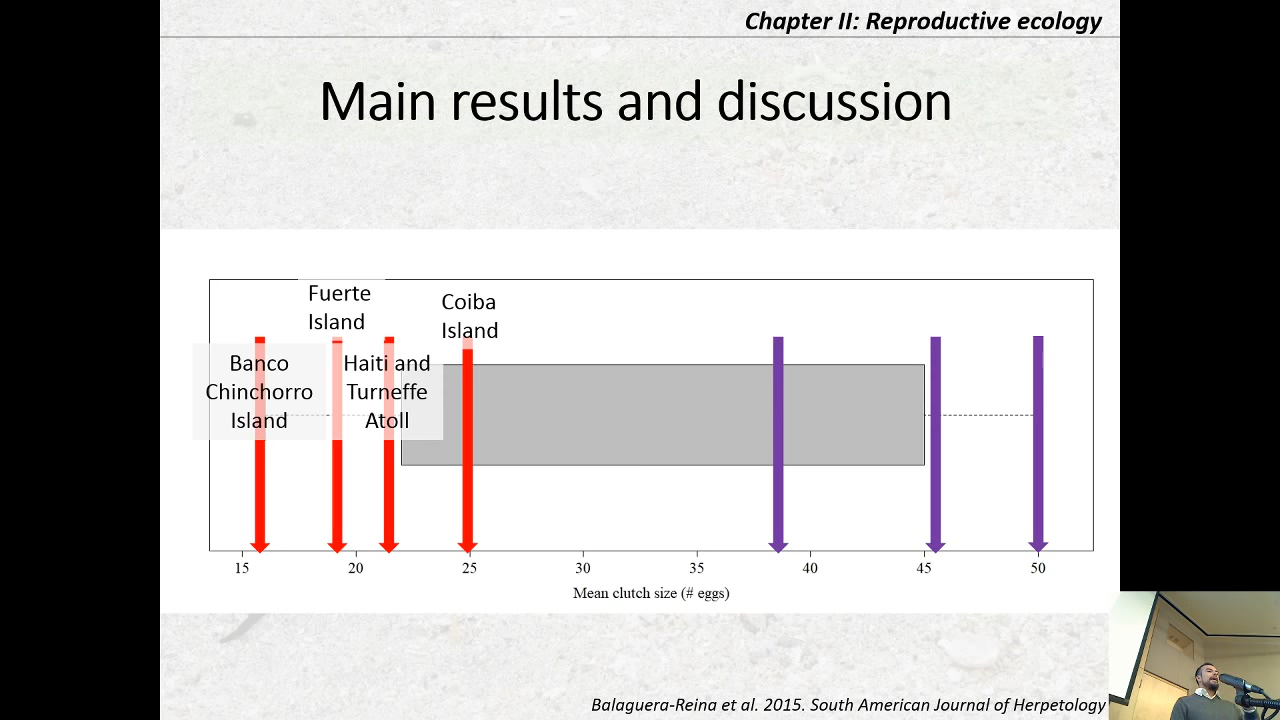 Chapter II: Reproductive ecology
Main results and discussion
Fuerte
Island
Coiba
Island
Banco
Chinchorro
Island
Haiti and
Turneffe
Atoll
15 20 25 30 35 40 45 50
Mean clutch size (# eggs)
Balaguera-Reina et al. 2015. South American Journal of Herpetology